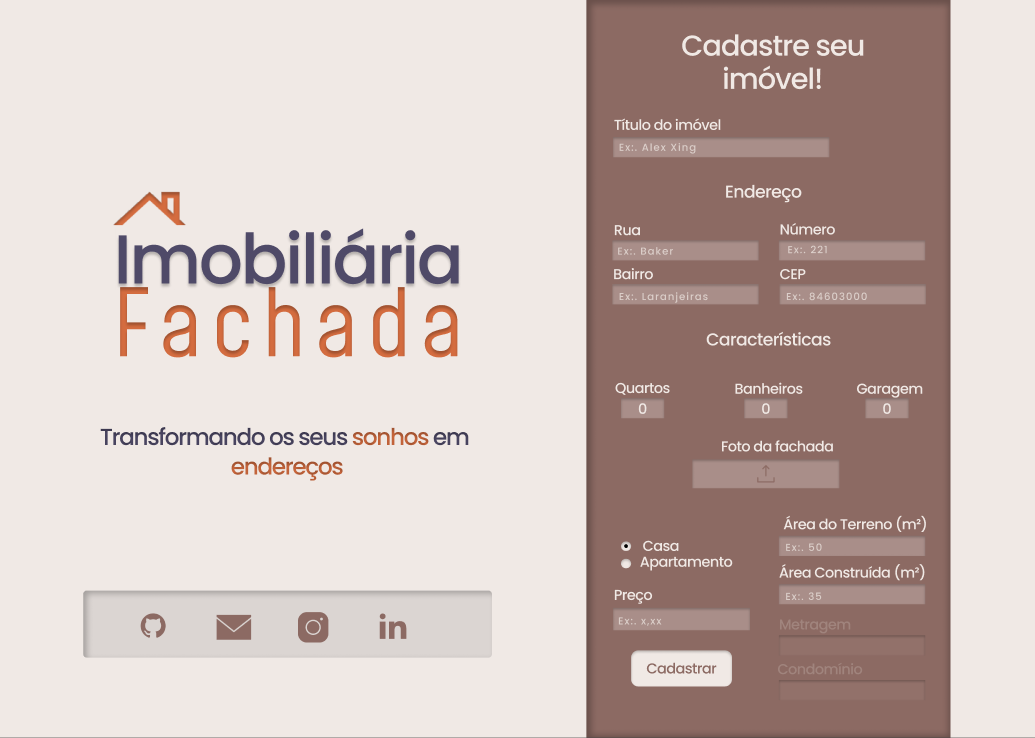 Imobiliária
Fachada
Transformando os seus sonhos em
endereços
Cadastre seu
imóvel!
Título do imóvel
Ex:. Alex Xing
Endereço
Rua
Número
Ex:. Baker
Ex:. 221
Bairro
CEP
Ex:. Laranjeiras
Ex:. 84603000
Características
Quartos
Banheiros
Garagem
0
0
0
Foto da fachada
Casa
Apartamento
Preço
Ex:. x,xx
Cadastrar
Área do Terreno (m²)
Ex:. 50
Área Construída (m²)
Ex:. 35
Metragem
Condomínio